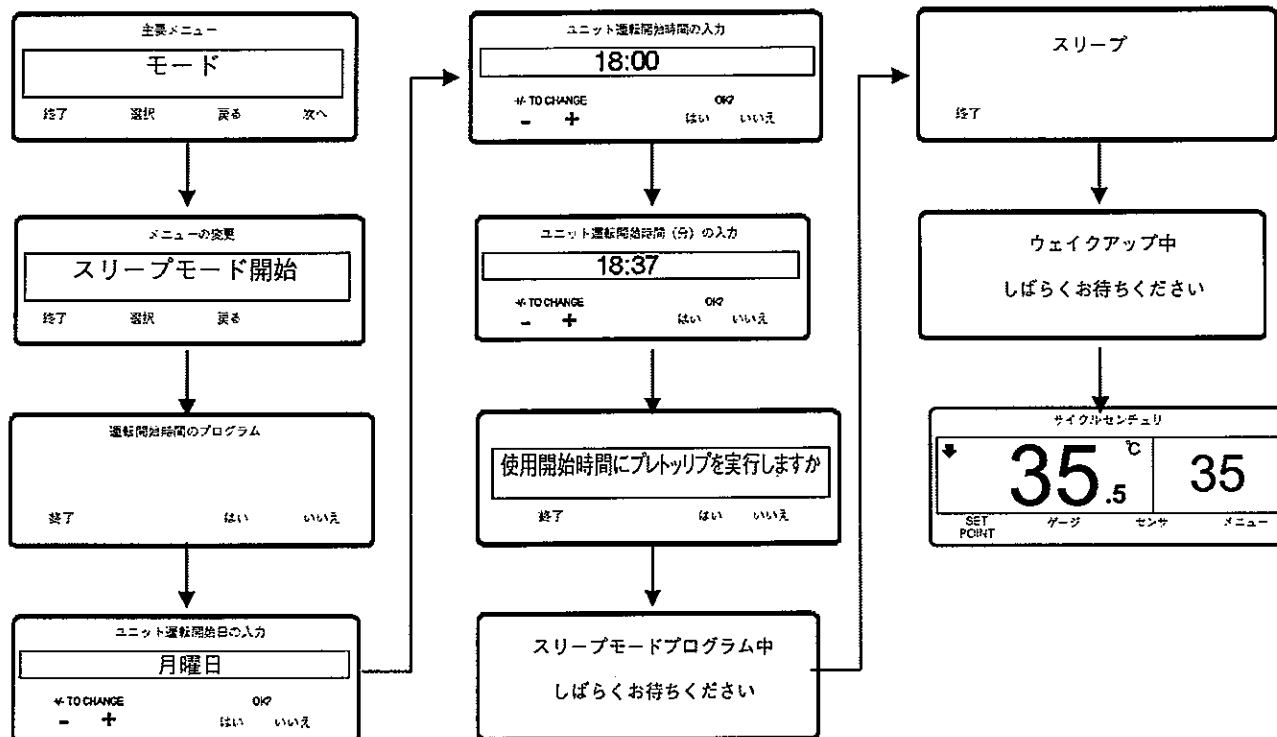 主要メニュー
モード
終了 選択 戻る 次へ
メニューの変更
スリープモード開始
終了 選択 戻る
運転開始時間のプログラム
終了 はい いいえ
ユニット運転開始日の入力
月曜日
+/- TO CHANGE OK?
- + はい いいえ
ユニット運転開始時間の入力
18:00
+/- TO CHANGE OK?
- + はい いいえ
ユニット運転開始時間(分)の入力
18:37
+/- TO CHANGE OK?
- + はい いいえ
使用開始時間にプレトッリプを実行しますか
終了 はい いいえ
スリープモードプログラム中
しばらくお待ちください
スリープ
終了
ウェイクアップ中
しばらくお待ちください
サイクルセンチュリ
35.5 °C 35
SET POINT ゲージ センサ メニュー